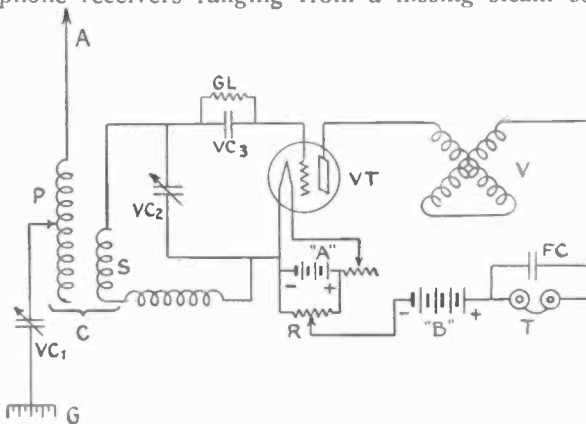 phone receivers ranging from a hissing steam
A
GL
VC3
VT
V
P
VC2
S
"A"
- +
FC
C
VC1
R
- "B" +
T
G